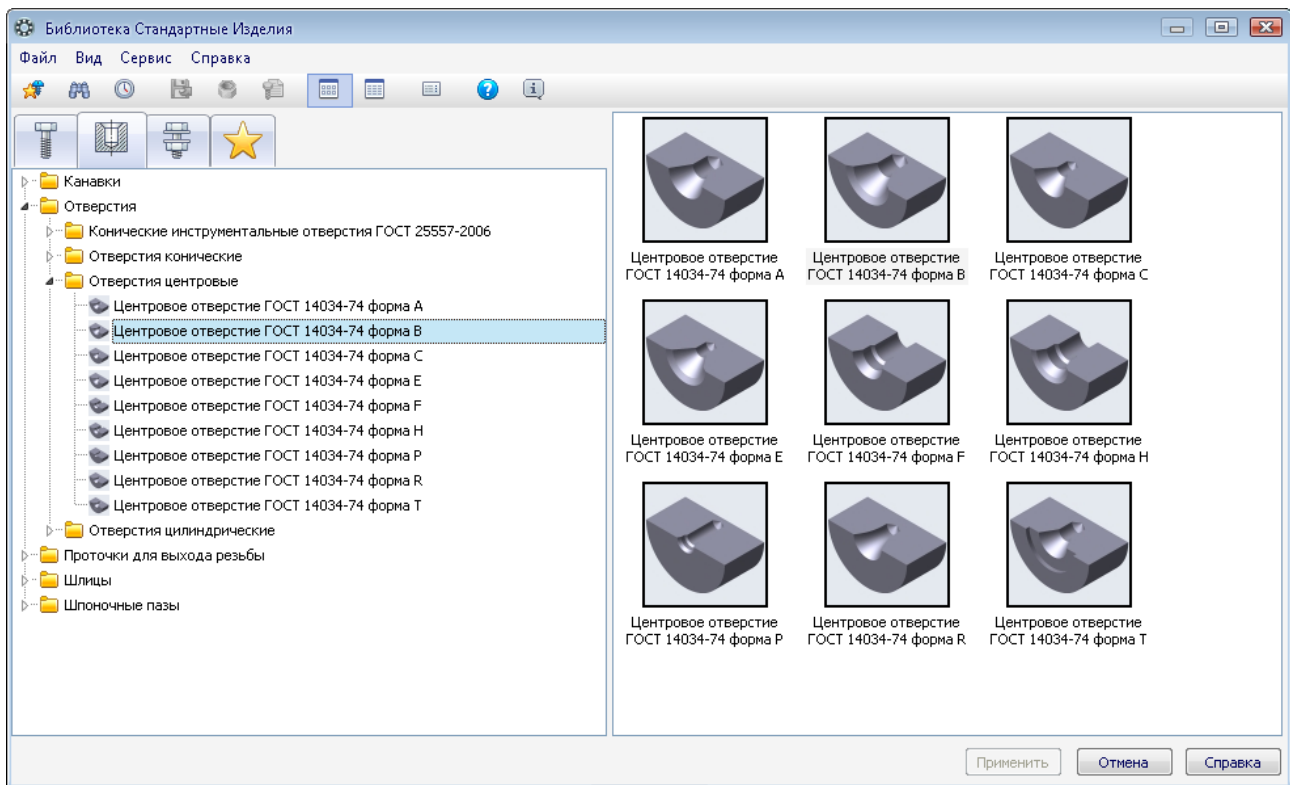 Библиотека Стандартные Изделия
Файл Вид Сервис Справка
Канавки
Отверстия
Конические инструментальные отверстия ГОСТ 25557-2006
Отверстия конические
Отверстия центровые
Центровое отверстие ГОСТ 14034-74 форма A
Центровое отверстие ГОСТ 14034-74 форма B
Центровое отверстие ГОСТ 14034-74 форма C
Центровое отверстие ГОСТ 14034-74 форма E
Центровое отверстие ГОСТ 14034-74 форма F
Центровое отверстие ГОСТ 14034-74 форма H
Центровое отверстие ГОСТ 14034-74 форма P
Центровое отверстие ГОСТ 14034-74 форма R
Центровое отверстие ГОСТ 14034-74 форма T
Отверстия цилиндрические
Проточки для выхода резьбы
Шлицы
Шпоночные пазы
Центровое отверстие
ГОСТ 14034-74 форма A
Центровое отверстие
ГОСТ 14034-74 форма B
Центровое отверстие
ГОСТ 14034-74 форма C
Центровое отверстие
ГОСТ 14034-74 форма E
Центровое отверстие
ГОСТ 14034-74 форма F
Центровое отверстие
ГОСТ 14034-74 форма H
Центровое отверстие
ГОСТ 14034-74 форма P
Центровое отверстие
ГОСТ 14034-74 форма R
Центровое отверстие
ГОСТ 14034-74 форма T
Применить Отмена Справка